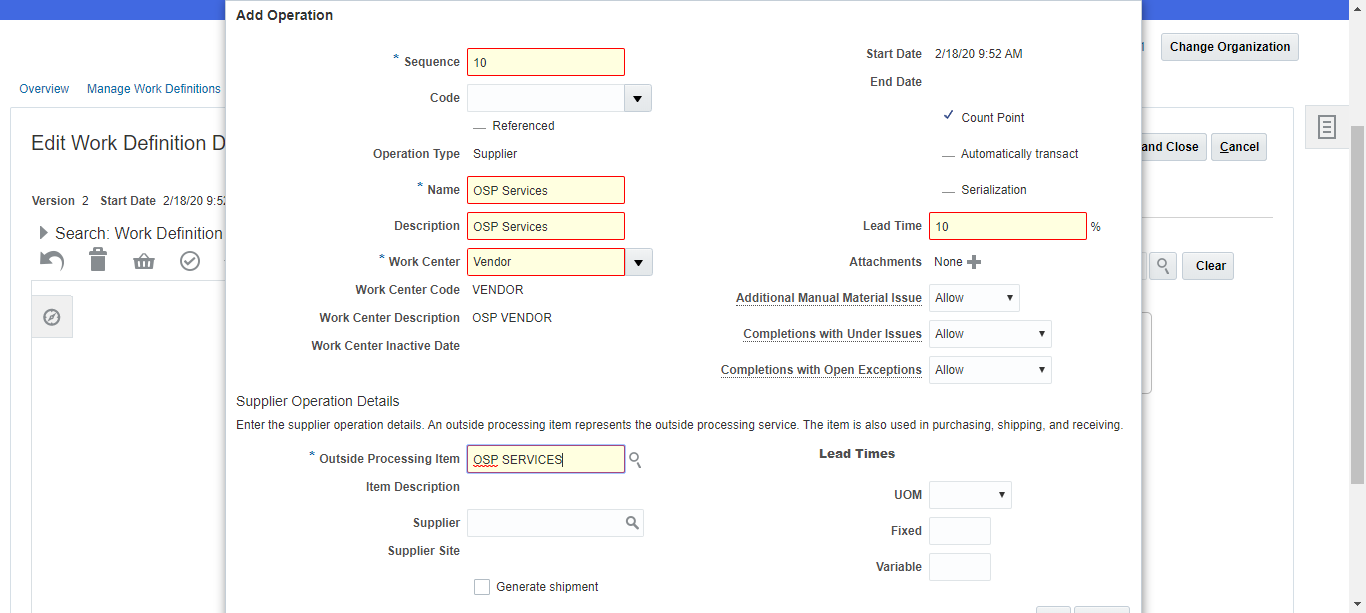 Add Operation
* Sequence 10
Code
Referenced
Operation Type Supplier
* Name OSP Services
Description OSP Services
* Work Center Vendor
Work Center Code VENDOR
Work Center Description OSP VENDOR
Work Center Inactive Date
Start Date 2/18/20 9:52 AM
End Date
Count Point
Automatically transact
Serialization
Lead Time 10 %
Attachments None
Additional Manual Material Issue Allow
Completions with Under Issues Allow
Completions with Open Exceptions Allow
Supplier Operation Details
Enter the supplier operation details. An outside processing item represents the outside processing service. The item is also used in purchasing, shipping, and receiving.
* Outside Processing Item OSP SERVICES
Item Description
Supplier
Supplier Site
Generate shipment
Lead Times
UOM
Fixed
Variable
Change Organization
Overview Manage Work Definitions
Edit Work Definition D
and Close Cancel
Version 2 Start Date 2/18/20 9:52
Search: Work Definition
Clear